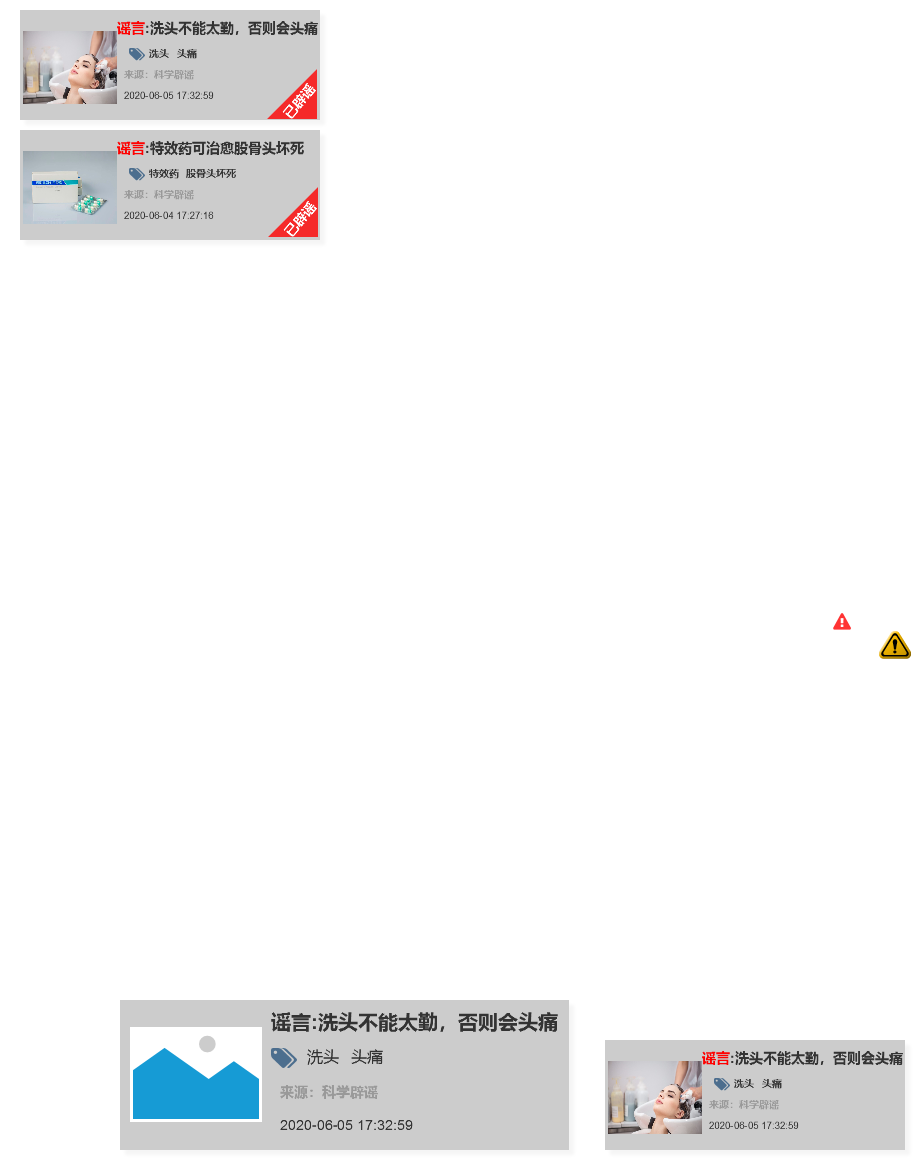 谣言:洗头不能太勤，否则会头痛
洗头 头痛
来源：科学辟谣
2020-06-05 17:32:59
已辟谣
谣言:特效药可治愈股骨头坏死
特效药 股骨头坏死
来源：科学辟谣
2020-06-04 17:27:16
已辟谣
谣言:洗头不能太勤，否则会头痛
洗头 头痛
来源：科学辟谣
2020-06-05 17:32:59
谣言:洗头不能太勤，否则会头痛
洗头 头痛
来源：科学辟谣
2020-06-05 17:32:59